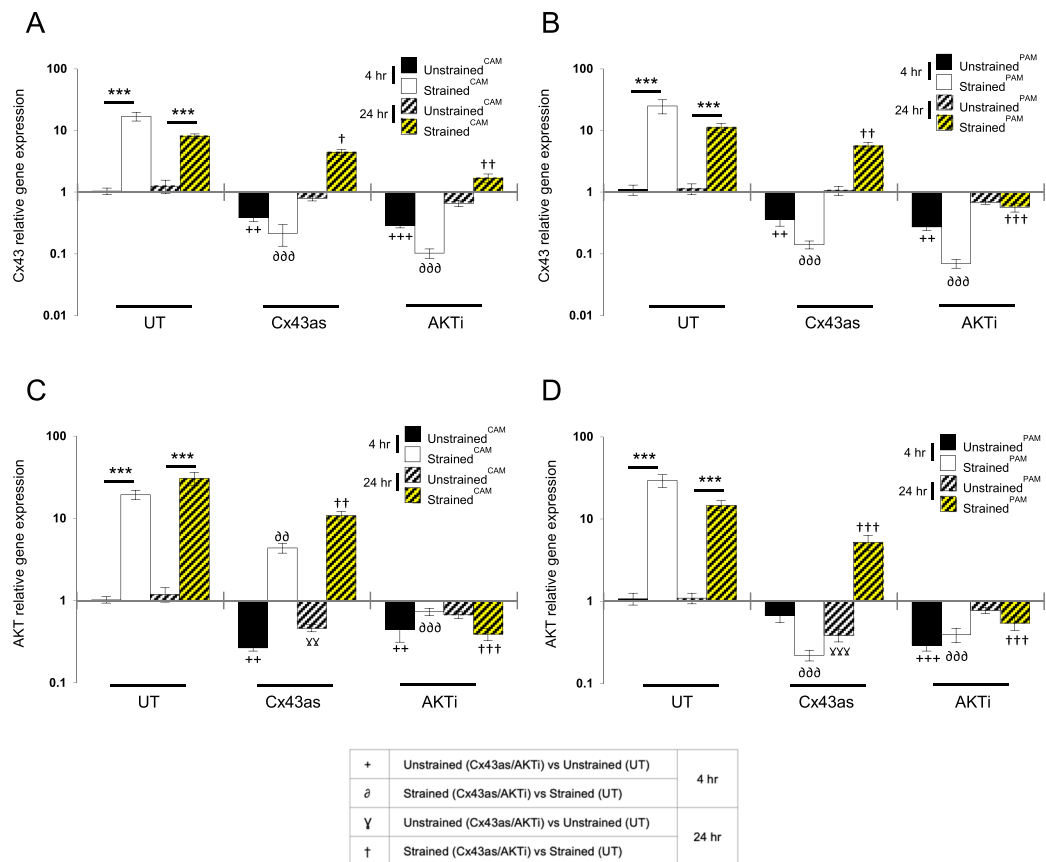 A
Cx43 relative gene expression
100
10
1
0.1
0.01
4 hr
Unstrained CAM
Strained CAM
24 hr
Unstrained CAM
Strained CAM
*** *** † ††
++ ∂∂∂ +++ ∂∂∂
UT Cx43as AKTi
B
Cx43 relative gene expression
100
10
1
0.1
0.01
4 hr
Unstrained PAM
Strained PAM
24 hr
Unstrained PAM
Strained PAM
*** *** ††
++ ∂∂∂ ++ ∂∂∂ †††
UT Cx43as AKTi
C
AKT relative gene expression
100
10
1
0.1
4 hr
Unstrained CAM
Strained CAM
24 hr
Unstrained CAM
Strained CAM
*** *** ∂∂ ††
++ ɣɣ ++ ∂∂∂ †††
UT Cx43as AKTi
D
AKT relative gene expression
100
10
1
0.1
4 hr
Unstrained PAM
Strained PAM
24 hr
Unstrained PAM
Strained PAM
*** *** †††
∂∂∂ ɣɣɣ +++ ∂∂∂ †††
UT Cx43as AKTi
+ Unstrained (Cx43as/AKTi) vs Unstrained (UT)
4 hr
∂ Strained (Cx43as/AKTi) vs Strained (UT)
Ɣ Unstrained (Cx43as/AKTi) vs Unstrained (UT)
24 hr
† Strained (Cx43as/AKTi) vs Strained (UT)